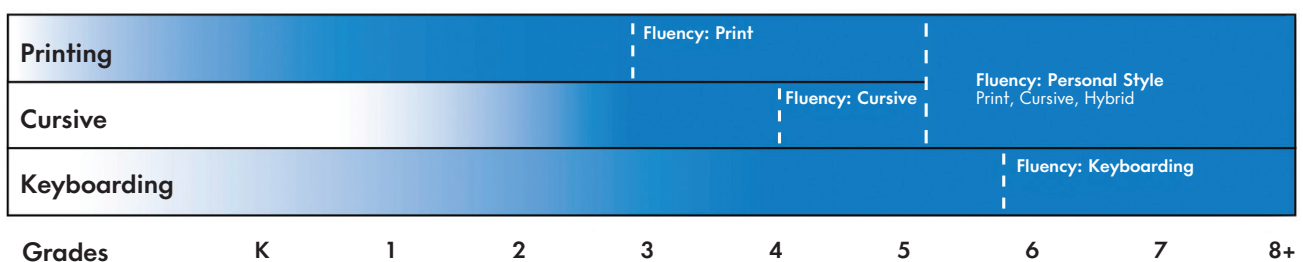 Printing
Fluency: Print
Fluency: Personal Style
Print, Cursive, Hybrid
Cursive
Fluency: Cursive
Keyboarding
Fluency: Keyboarding
Grades K 1 2 3 4 5 6 7 8+